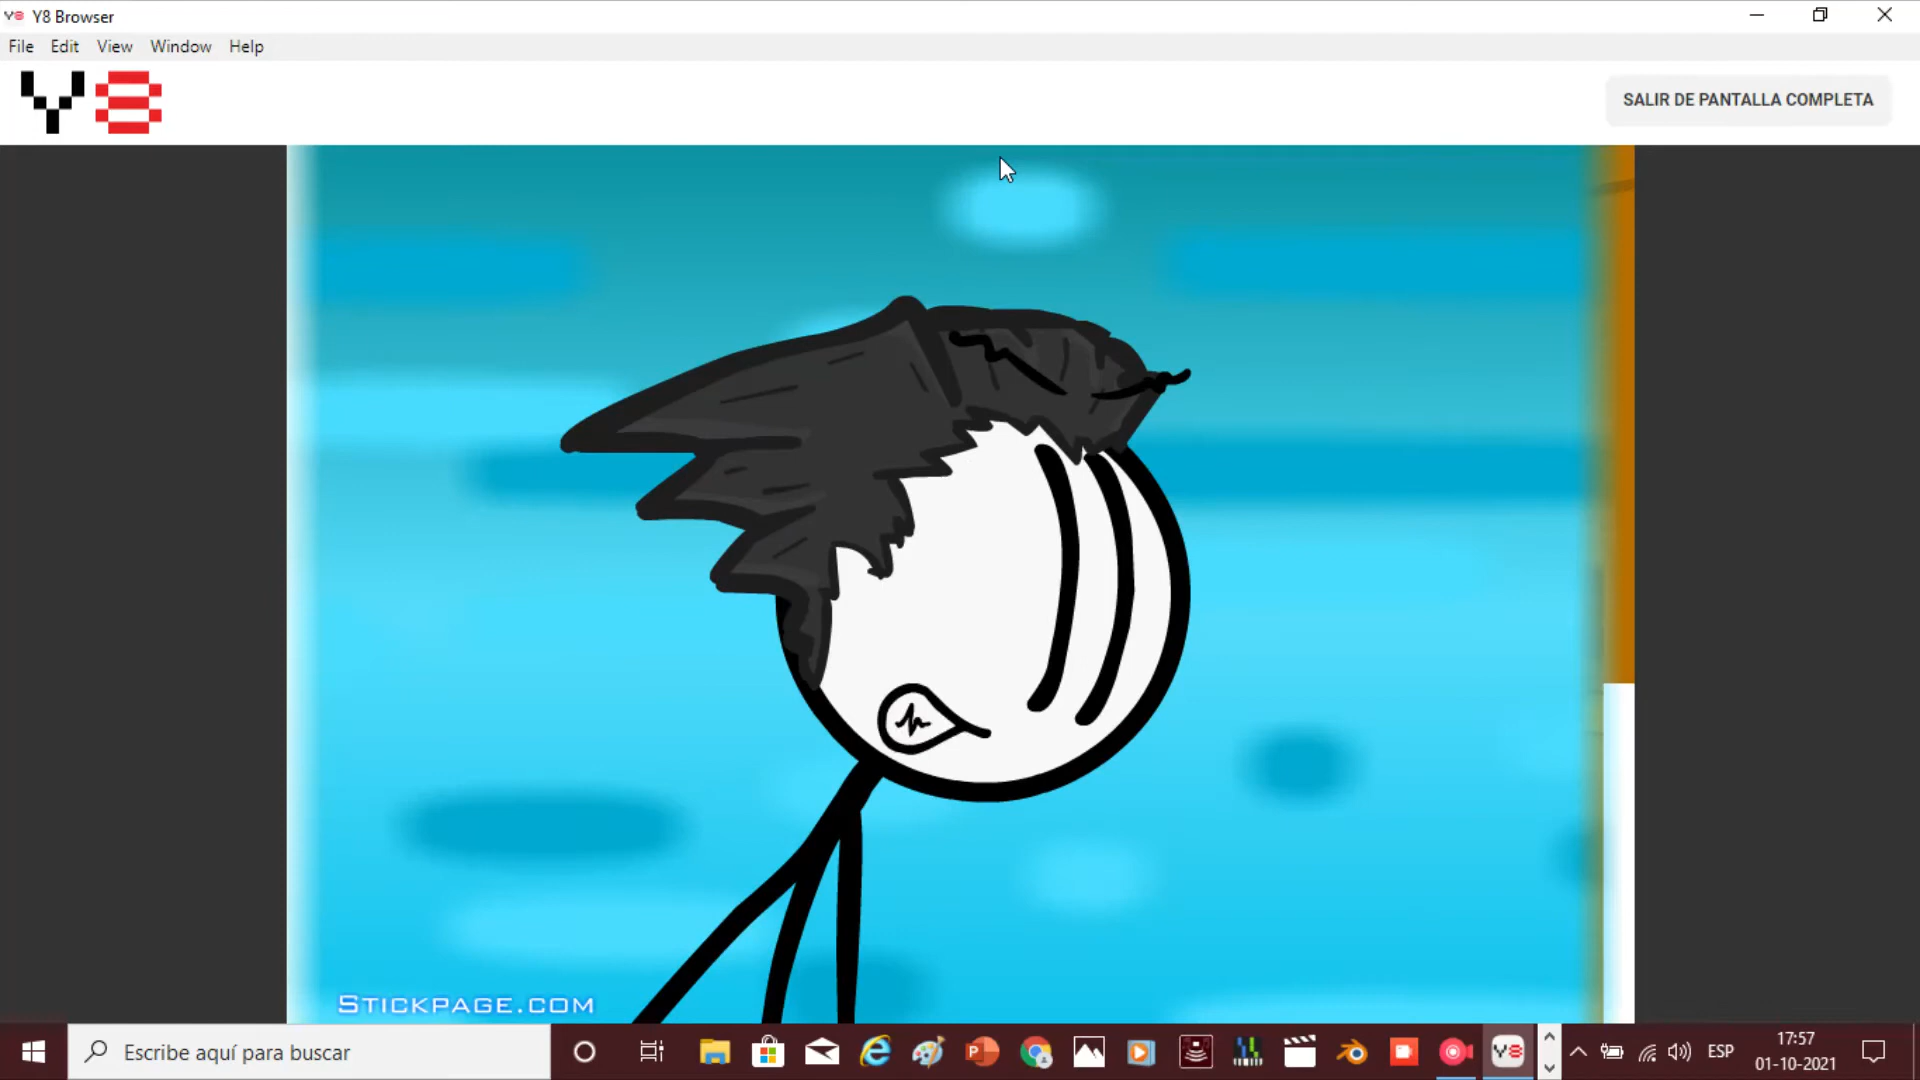 Y8 Browser
File Edit View Window Help
Y8
SALIR DE PANTALLA COMPLETA
STICKPAGE.COM
Escribe aquí para buscar
ESP
17:57
01-10-2021